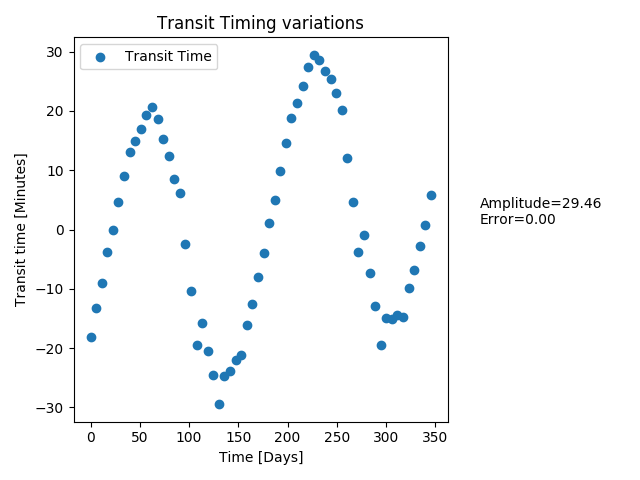 Transit Timing variations
Transit Time
30
20
10
0
−10
−20
−30
Transit time [Minutes]
0 50 100 150 200 250 300 350
Time [Days]
Amplitude=29.46
Error=0.00